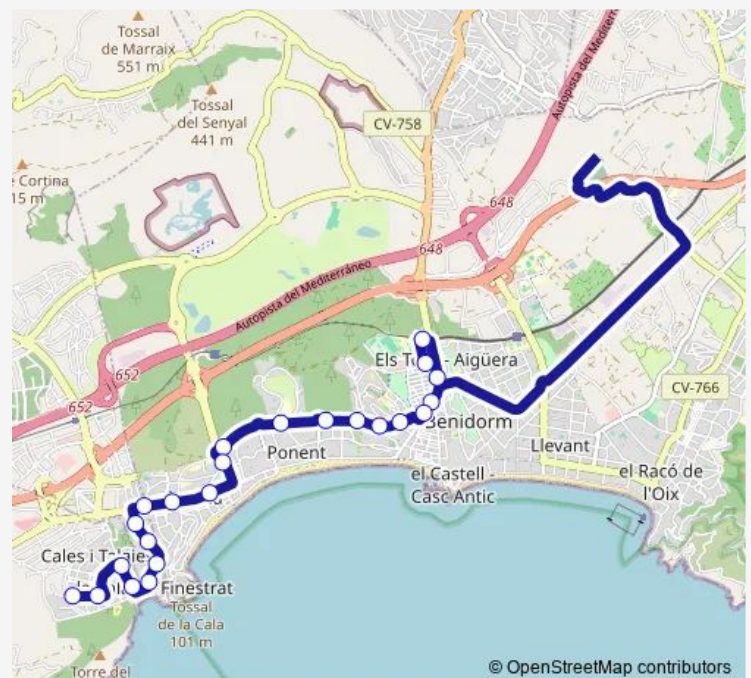 Tossal
de Marraix
551 m
Tossal
del Senyal
441 m
CV-758
Autopista del Mediterr
Cortina
15 m
648
648
Autopista del Mediterráneo
652
652
Els T
- Aigüera
CV-766
Benidorm
Ponent
Llevant
el Castell -
Casc Antic
el Racó de
l'Oix
Cales i Talaie
Finestrat
Tossal
de la Cala
101 m
Torre del
© OpenStreetMap contributors